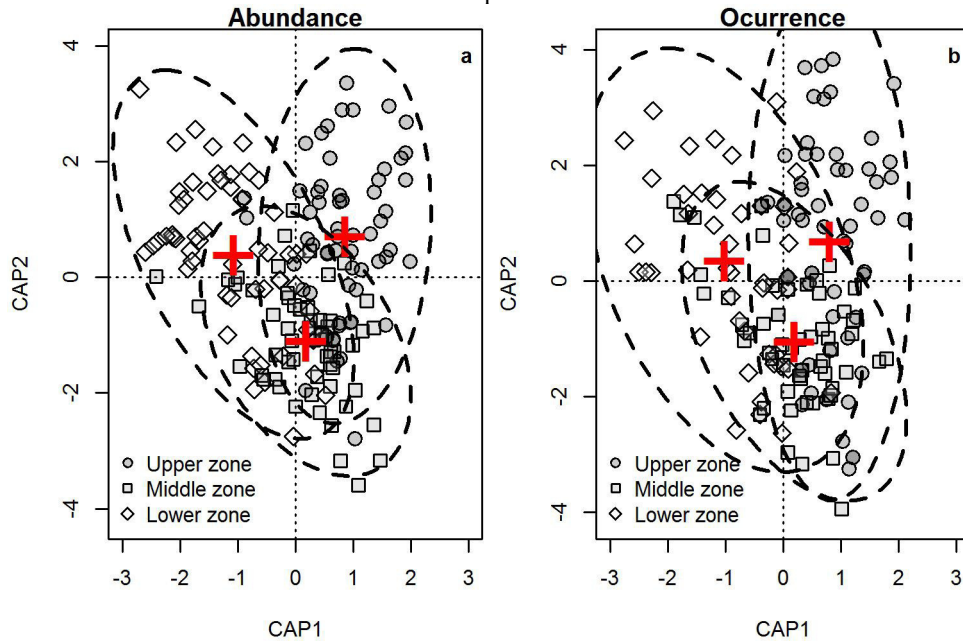 Abundance
a
4
2
0
-2
-4
CAP2
Upper zone
Middle zone
Lower zone
-3 -2 -1 0 1 2 3
CAP1
Ocurrence
b
4
2
0
-2
-4
CAP2
Upper zone
Middle zone
Lower zone
-3 -2 -1 0 1 2 3
CAP1